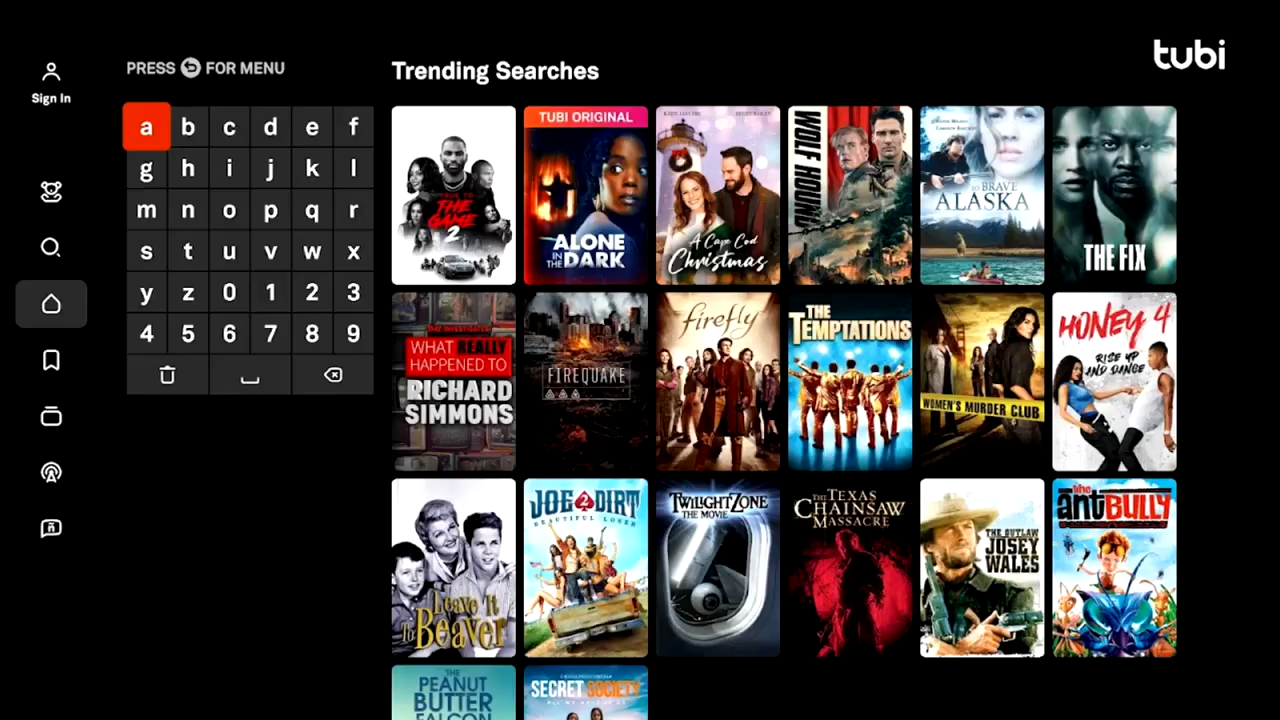 tubi
PRESS FOR MENU
Trending Searches
Sign In
a b c d e f
g h i j k l
m n o p q r
s t u v w x
y z 0 1 2 3
4 5 6 7 8 9
THE
GAME
2
TUBI ORIGINAL
ALONE
IN THE
DARK
A Cape Cod
Christmas
WOLF HOUND
TO BRAVE
ALASKA
THE FIX
TMZ INVESTIGATES
WHAT REALLY
HAPPENED TO
RICHARD
SIMMONS
FIREQUAKE
firefly
THE
TEMPTATIONS
WOMEN'S MURDER CLUB
HONEY 4
RISE UP
AND DANCE
Leave It
To Beaver
JOE DIRT
2
BEAUTIFUL LOSER
TWILIGHT ZONE
THE MOVIE
THE TEXAS
CHAINSAW
MASSACRE
THE OUTLAW
JOSEY
WALES
the
ant BULLY
THE
PEANUT
BUTTER
FALCON
SECRET SOCIETY